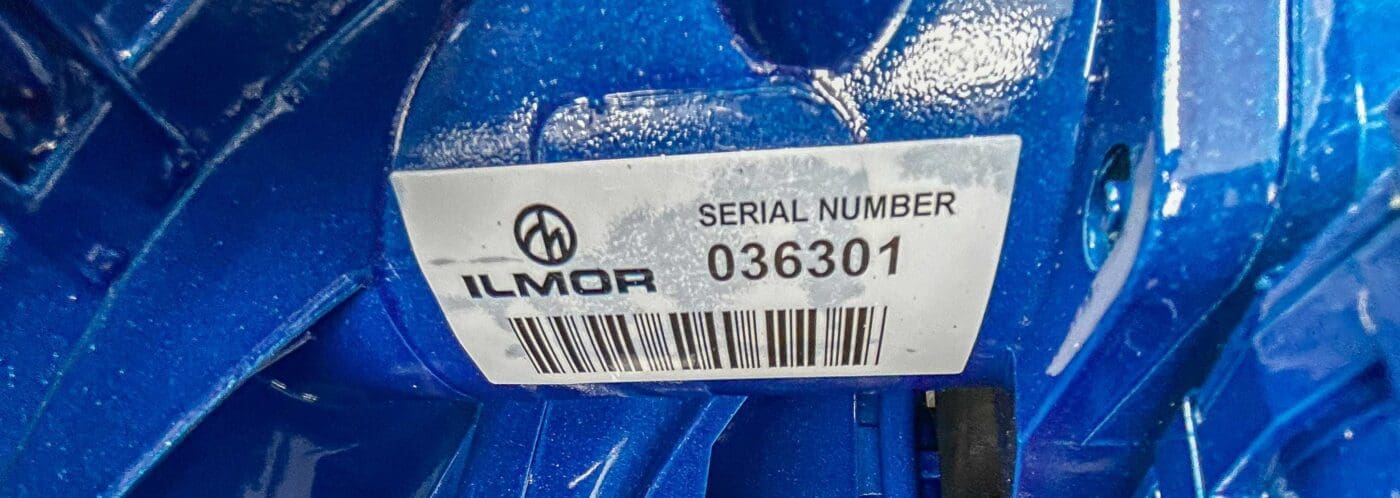 SERIAL NUMBER
036301
ILMOR